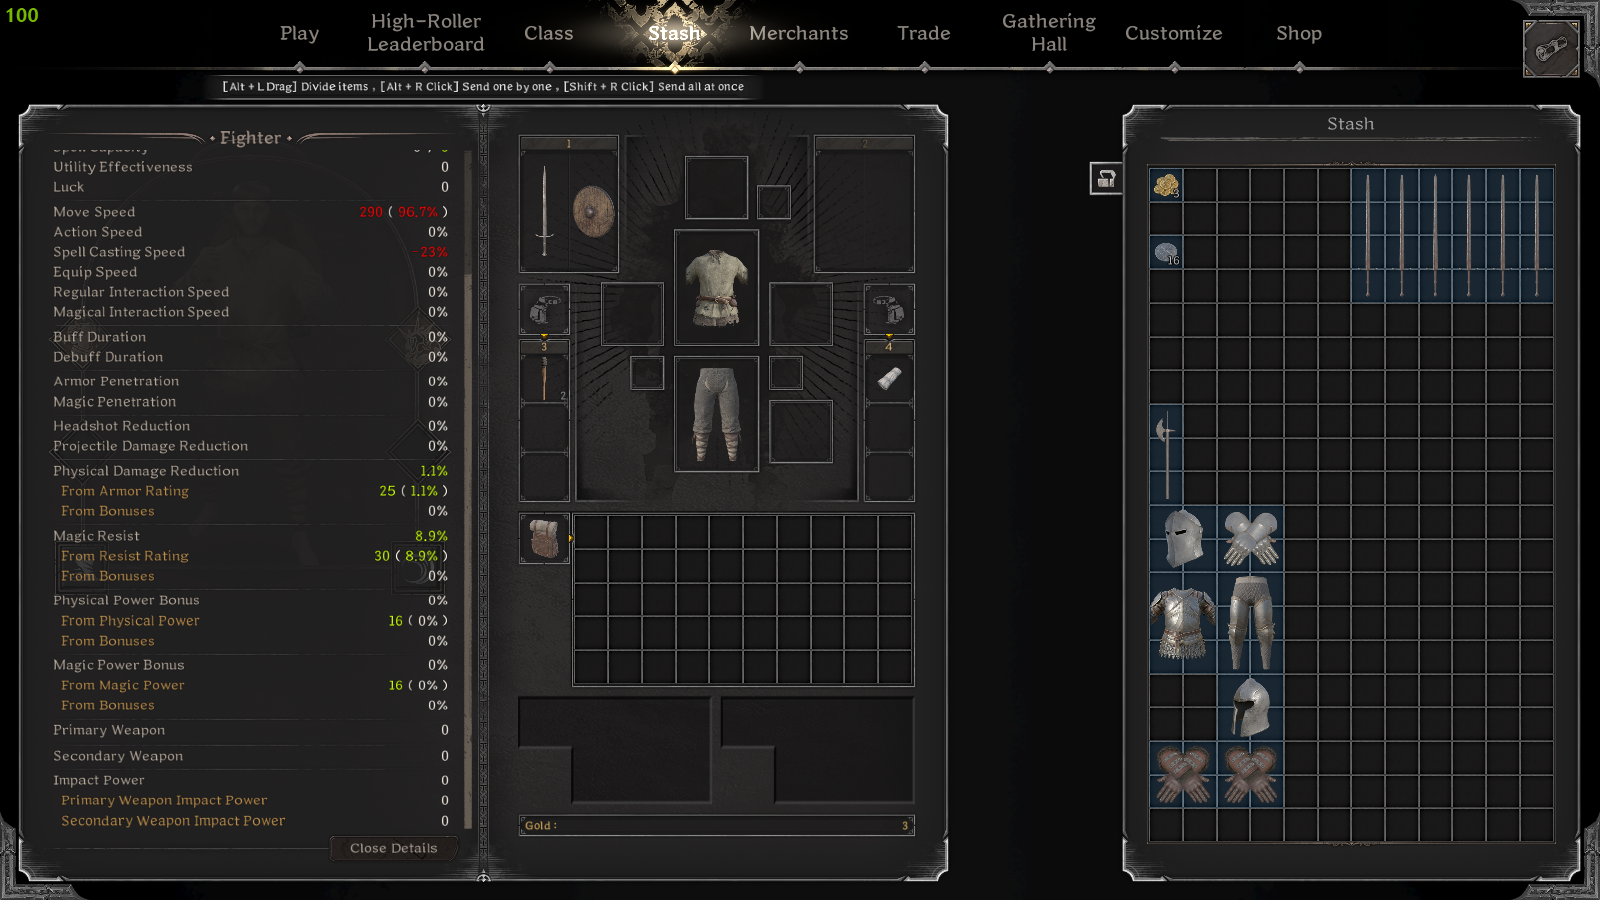 100
Play
High-Roller
Leaderboard
Class
Stash
Merchants
Trade
Gathering
Hall
Customize
Shop
[Alt + L Drag] Divide items , [Alt + R Click] Send one by one , [Shift + R Click] Send all at once
Fighter
Spell Capacity
Utility Effectiveness 0
Luck 0
Move Speed 290 ( 96.7% )
Action Speed 0%
Spell Casting Speed -23%
Equip Speed 0%
Regular Interaction Speed 0%
Magical Interaction Speed 0%
Buff Duration 0%
Debuff Duration 0%
Armor Penetration 0%
Magic Penetration 0%
Headshot Reduction 0%
Projectile Damage Reduction 0%
Physical Damage Reduction 1.1%
From Armor Rating 25 ( 1.1% )
From Bonuses 0%
Magic Resist 8.9%
From Resist Rating 30 ( 8.9% )
From Bonuses 0%
Physical Power Bonus 0%
From Physical Power 16 ( 0% )
From Bonuses 0%
Magic Power Bonus 0%
From Magic Power 16 ( 0% )
From Bonuses 0%
Primary Weapon 0
Secondary Weapon 0
Impact Power 0
Primary Weapon Impact Power 0
Secondary Weapon Impact Power 0
Close Details
1
2
3
4
2
Gold : 3
Stash
3
16